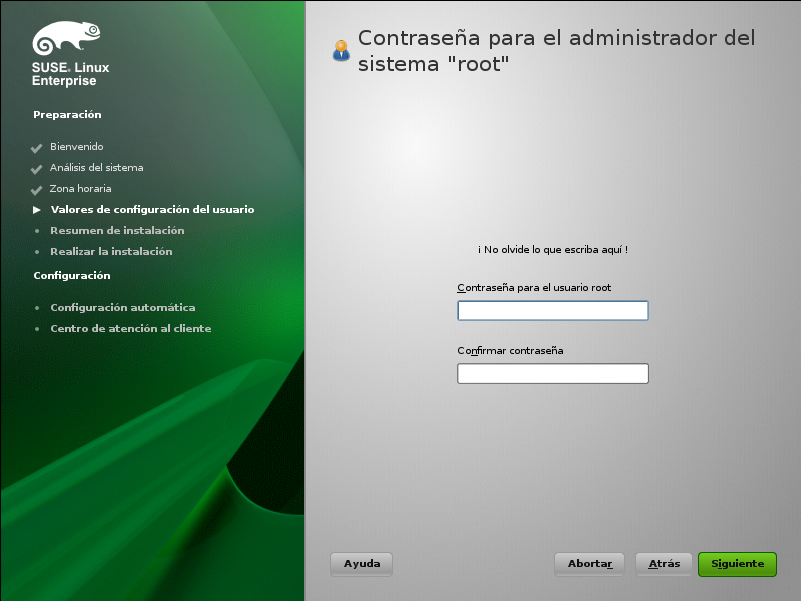 SUSE. Linux
Enterprise
Preparación
Bienvenido
Análisis del sistema
Zona horaria
Valores de configuración del usuario
Resumen de instalación
Realizar la instalación
Configuración
Configuración automática
Centro de atención al cliente
Contraseña para el administrador del
sistema "root"
¡ No olvide lo que escriba aquí !
Contraseña para el usuario root
Confirmar contraseña
Ayuda
Abortar
Atrás
Siguiente